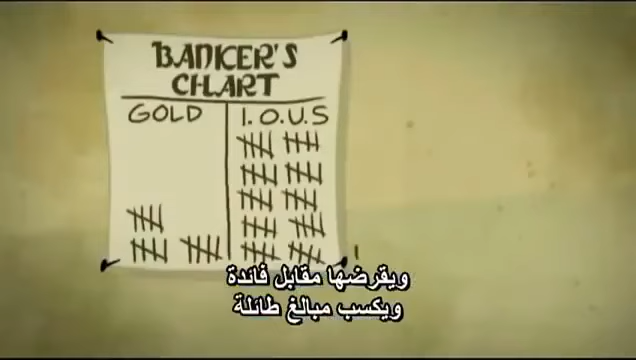 BANKER'S
CHART
GOLD I.O.U.S
ويقرضها مقابل فائدة
ويكسب مبالغ طائلة